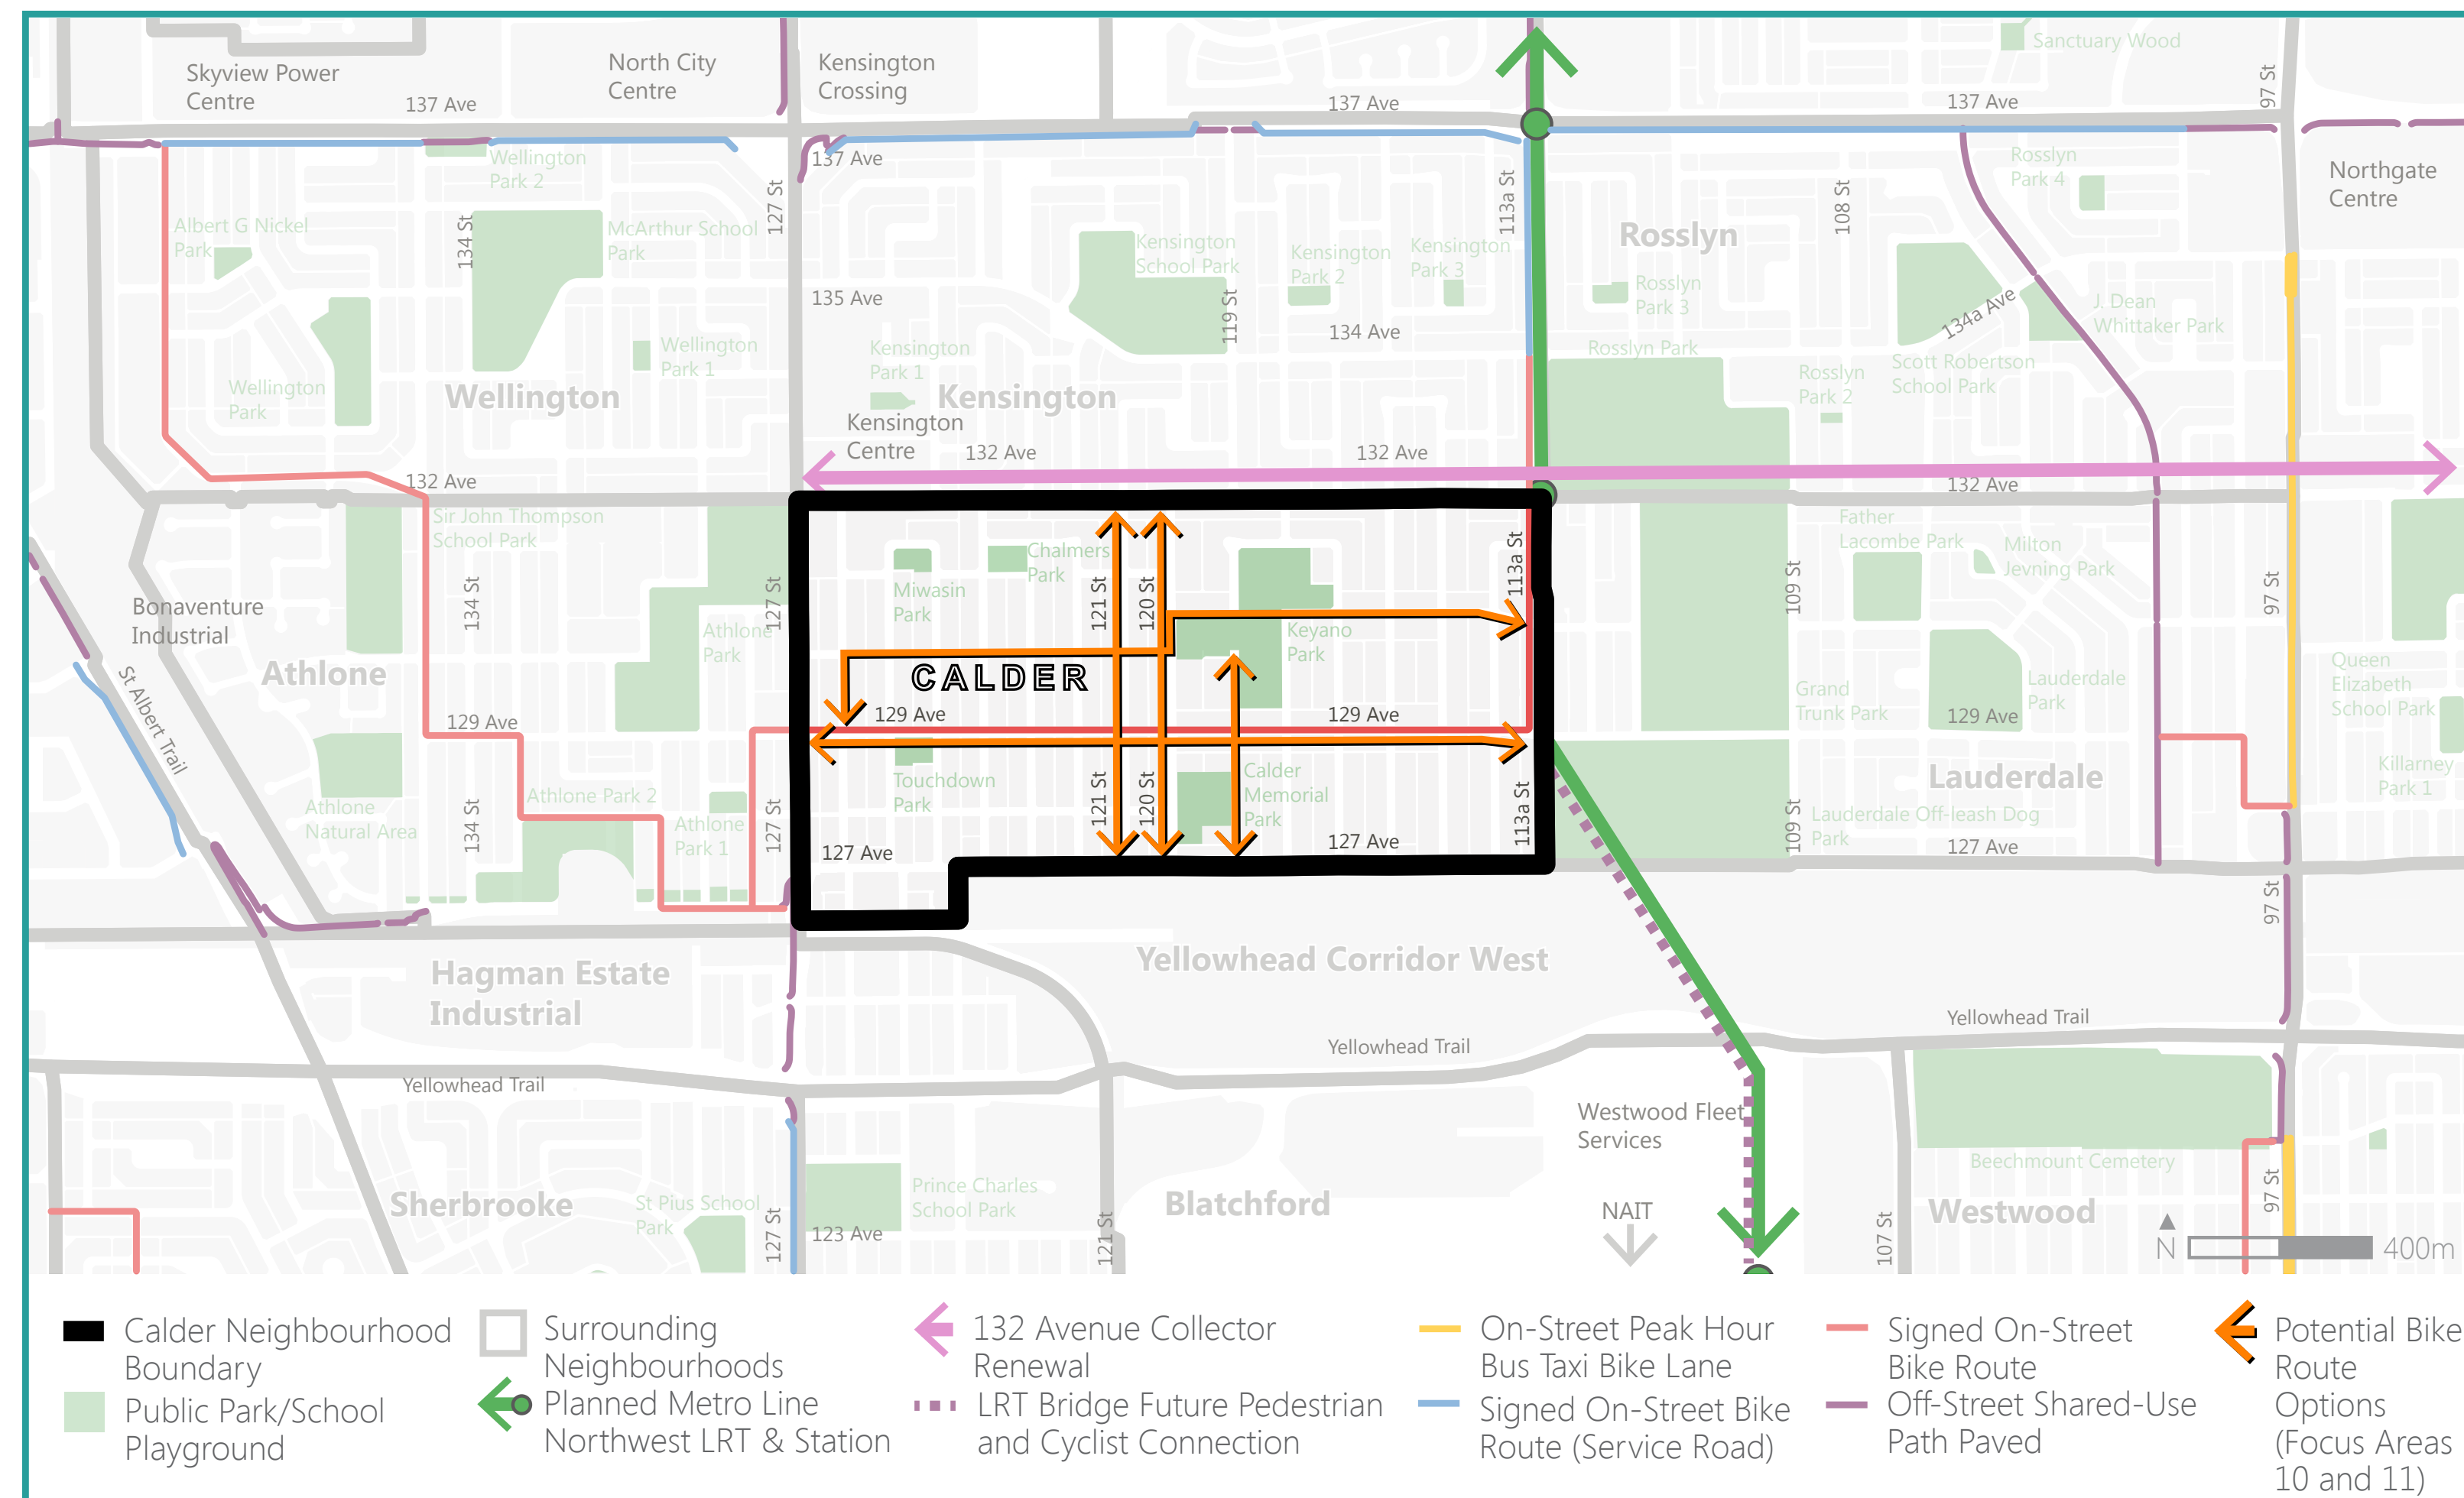 Sanctuary Wood
Skyview Power
Centre
North City
Centre
Kensington
Crossing
97 St
137 Ave
137 Ave
137 Ave
137 Ave
Wellington
Park 2
127 St
113a St
108 St
Rosslyn
Park 4
Northgate
Centre
Albert G Nickel
Park
134 St
McArthur School
Park
Kensington
School Park
Kensington
Park 2
Kensington
Park 3
Rosslyn
135 Ave
119 St
Rosslyn
Park 3
134a Ave
J. Dean
Whittaker Park
134 Ave
Wellington
Park 1
Kensington
Park 1
Rosslyn Park
Scott Robertson
School Park
Rosslyn
Park 2
Wellington
Park
Wellington
Kensington
Kensington
Centre
132 Ave
132 Ave
132 Ave
132 Ave
Sir John Thompson
School Park
Father
Lacombe Park
Milton
Jevning Park
Chalmers
Park
Miwasin
Park
113a St
134 St
127 St
121 St
120 St
109 St
97 St
Bonaventure
Industrial
Athlone
Park
Keyano
Park
Athlone
CALDER
St Albert Trail
Queen
Elizabeth
School Park
Grand
Trunk Park
Lauderdale
Park
129 Ave
129 Ave
129 Ave
129 Ave
Lauderdale
Killarney
Park 1
Touchdown
Park
Calder
Memorial
Park
Athlone
Natural Area
Athlone Park 2
Athlone
Park 1
134 St
127 St
121 St
120 St
113a St
109 St
Lauderdale Off-leash Dog
Park
127 Ave
127 Ave
127 Ave
97 St
Hagman Estate
Industrial
Yellowhead Corridor West
Yellowhead Trail
Yellowhead Trail
Yellowhead Trail
Westwood Fleet
Services
Beechmount Cemetery
Sherbrooke
St Pius School
Park
127 St
Prince Charles
School Park
123 Ave
121 St
Blatchford
NAIT
107 St
Westwood
97 St
N
400m
Calder Neighbourhood
Boundary
Public Park/School
Playground
Surrounding
Neighbourhoods
Planned Metro Line
Northwest LRT & Station
132 Avenue Collector
Renewal
LRT Bridge Future Pedestrian
and Cyclist Connection
On-Street Peak Hour
Bus Taxi Bike Lane
Signed On-Street Bike
Route (Service Road)
Signed On-Street
Bike Route
Off-Street Shared-Use
Path Paved
Potential Bike
Route
Options
(Focus Areas
10 and 11)